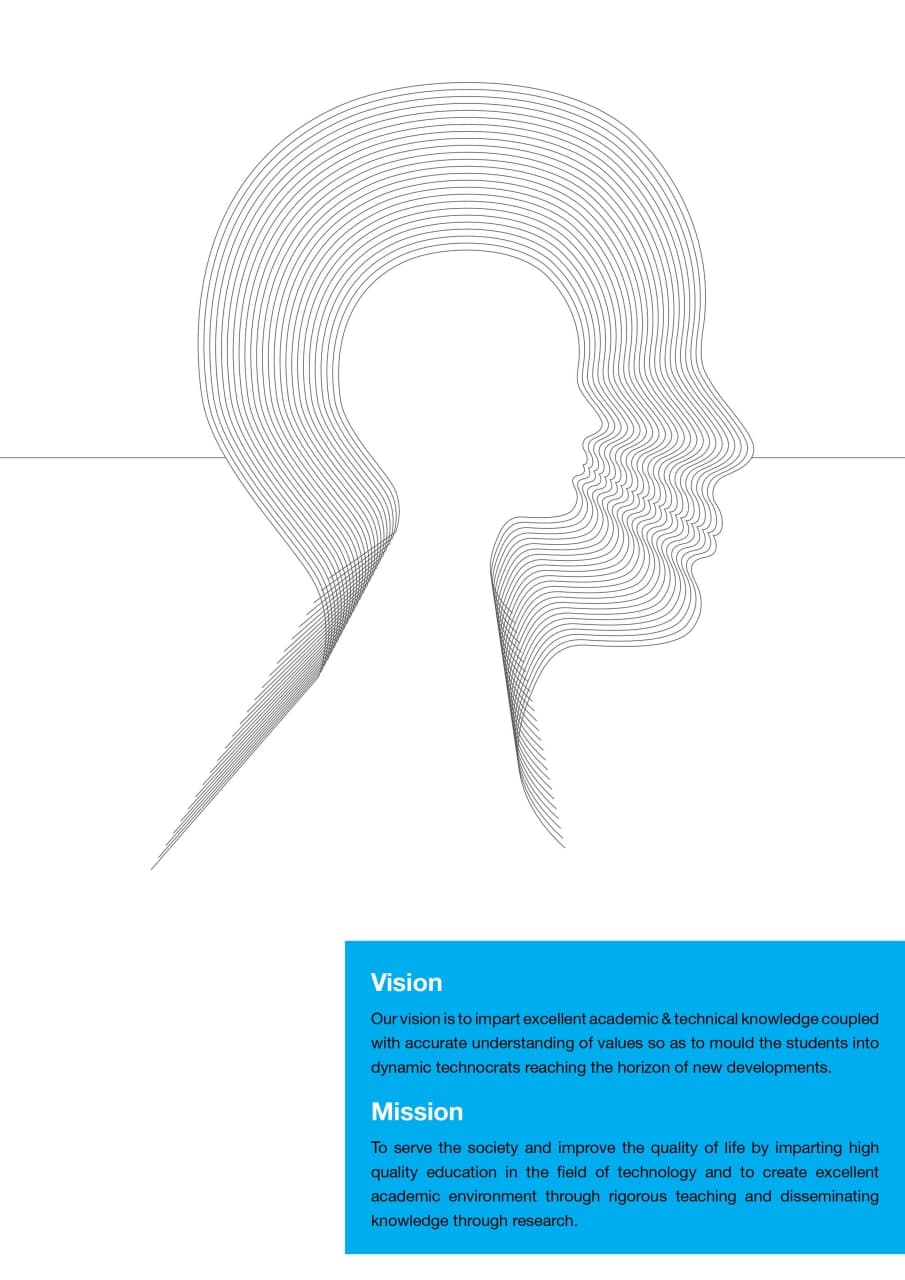 Vision
Our vision is to impart excellent academic & technical knowledge coupled
with accurate understanding of values so as to mould the students into
dynamic technocrats reaching the horizon of new developments.
Mission
To serve the society and improve the quality of life by imparting high
quality education in the field of technology and to create excellent
academic environment through rigorous teaching and disseminating
knowledge through research.